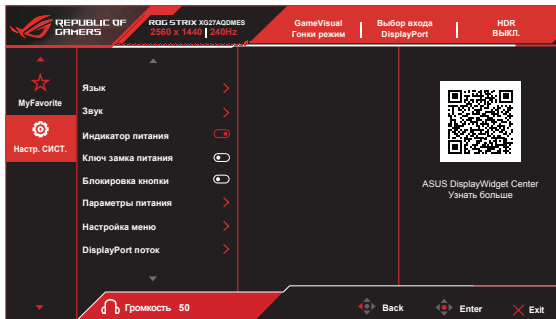 REPUBLIC OF
GAMERS
ROG STRIX XG27AQDMES
2560 x 1440 | 240Hz
GameVisual
Гонки режим
Выбор входа
DisplayPort
HDR
ВЫКЛ.
MyFavorite
Настр. СИСТ.
Язык
Звук
Индикатор питания
Ключ замка питания
Блокировка кнопки
Параметры питания
Настройка меню
DisplayPort поток
ASUS DisplayWidget Center
Узнать больше
Громкость 50
Back
Enter
Exit